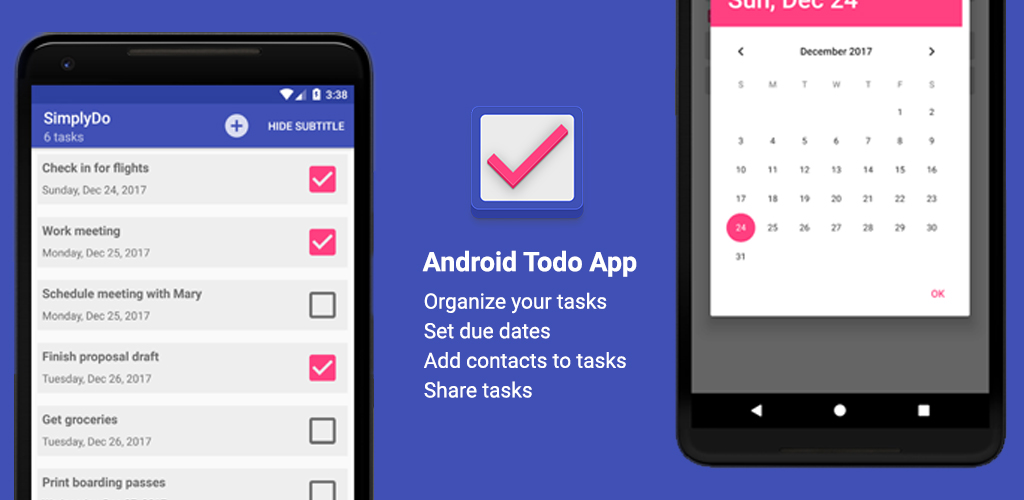 3:38
SimplyDo
6 tasks
HIDE SUBTITLE
Check in for flights
Sunday, Dec 24, 2017
Work meeting
Monday, Dec 25, 2017
Schedule meeting with Mary
Monday, Dec 25, 2017
Finish proposal draft
Tuesday, Dec 26, 2017
Get groceries
Tuesday, Dec 26, 2017
Print boarding passes
Android Todo App
Organize your tasks
Set due dates
Add contacts to tasks
Share tasks
Sun, Dec 24
December 2017
S M T W T F S
1 2
3 4 5 6 7 8 9
10 11 12 13 14 15 16
17 18 19 20 21 22 23
24 25 26 27 28 29 30
31
OK